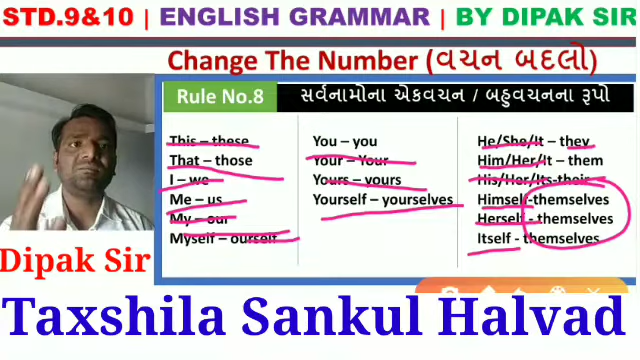 STD.9&10 | ENGLISH GRAMMAR | BY DIPAK SIR
Change The Number (વચન બદલો)
Rule No.8
સર્વનામોના એકવચન / બહુવચનના રૂપો
This – these
That – those
I – we
Me – us
My – our
Myself – ourself
You – you
Your – Your
Yours – yours
Yourself – yourselves
He/She/It – they
Him/Her/It – them
His/Her/Its-theirs
Himself-themselves
Herself - themselves
Itself - themselves
Dipak Sir
Taxshila Sankul Halvad